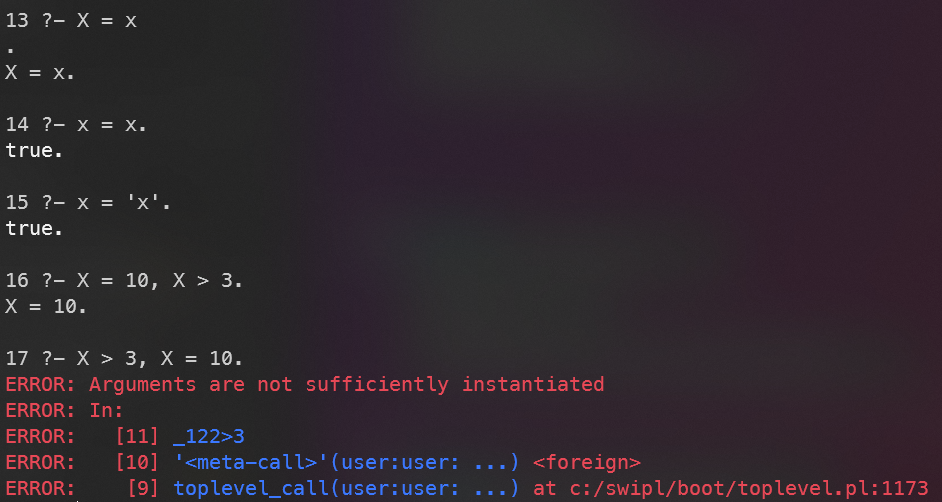 13 ?- X = x
.
X = x.
14 ?- x = x.
true.
15 ?- x = 'x'.
true.
16 ?- X = 10, X > 3.
X = 10.
17 ?- X > 3, X = 10.
ERROR: Arguments are not sufficiently instantiated
ERROR: In:
ERROR:   [11] _122>3
ERROR:   [10] '<meta-call>'(user:user: ...) <foreign>
ERROR:    [9] toplevel_call(user:user: ...) at c:/swipl/boot/toplevel.pl:1173